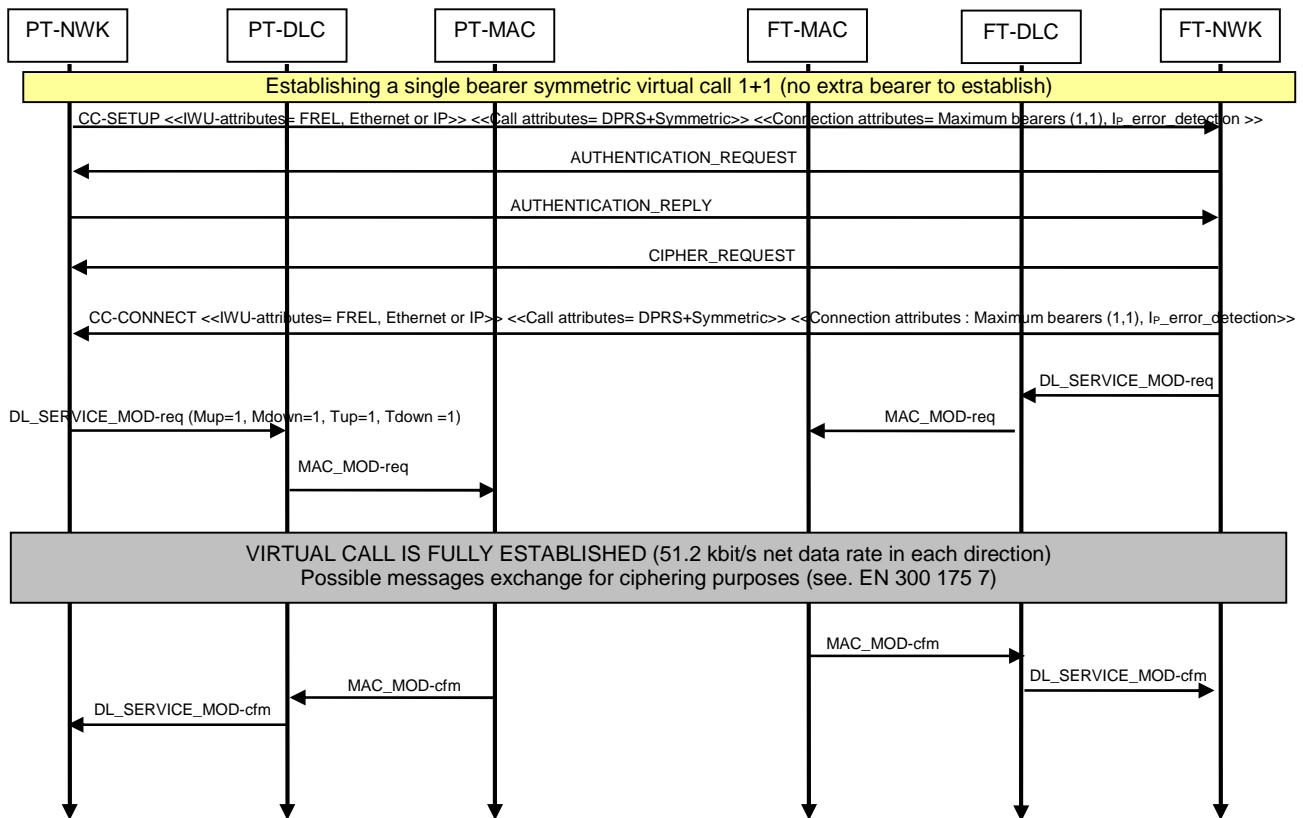 PT-NWK
PT-DLC
PT-MAC
FT-MAC
FT-DLC
FT-NWK
Establishing a single bearer symmetric virtual call 1+1 (no extra bearer to establish)
CC-SETUP <<IWU-attributes= FREL, Ethernet or IP>> <<Call attributes= DPRS+Symmetric>> <<Connection attributes= Maximum bearers (1,1), IP_error_detection >>
AUTHENTICATION_REQUEST
AUTHENTICATION_REPLY
CIPHER_REQUEST
CC-CONNECT <<IWU-attributes= FREL, Ethernet or IP>> <<Call attributes= DPRS+Symmetric>> <<Connection attributes : Maximum bearers (1,1), IP_error_detection>>
DL_SERVICE_MOD-req
DL_SERVICE_MOD-req (Mup=1, Mdown=1, Tup=1, Tdown =1)
MAC_MOD-req
MAC_MOD-req
VIRTUAL CALL IS FULLY ESTABLISHED (51.2 kbit/s net data rate in each direction)
Possible messages exchange for ciphering purposes (see. EN 300 175 7)
MAC_MOD-cfm
DL_SERVICE_MOD-cfm
MAC_MOD-cfm
DL_SERVICE_MOD-cfm